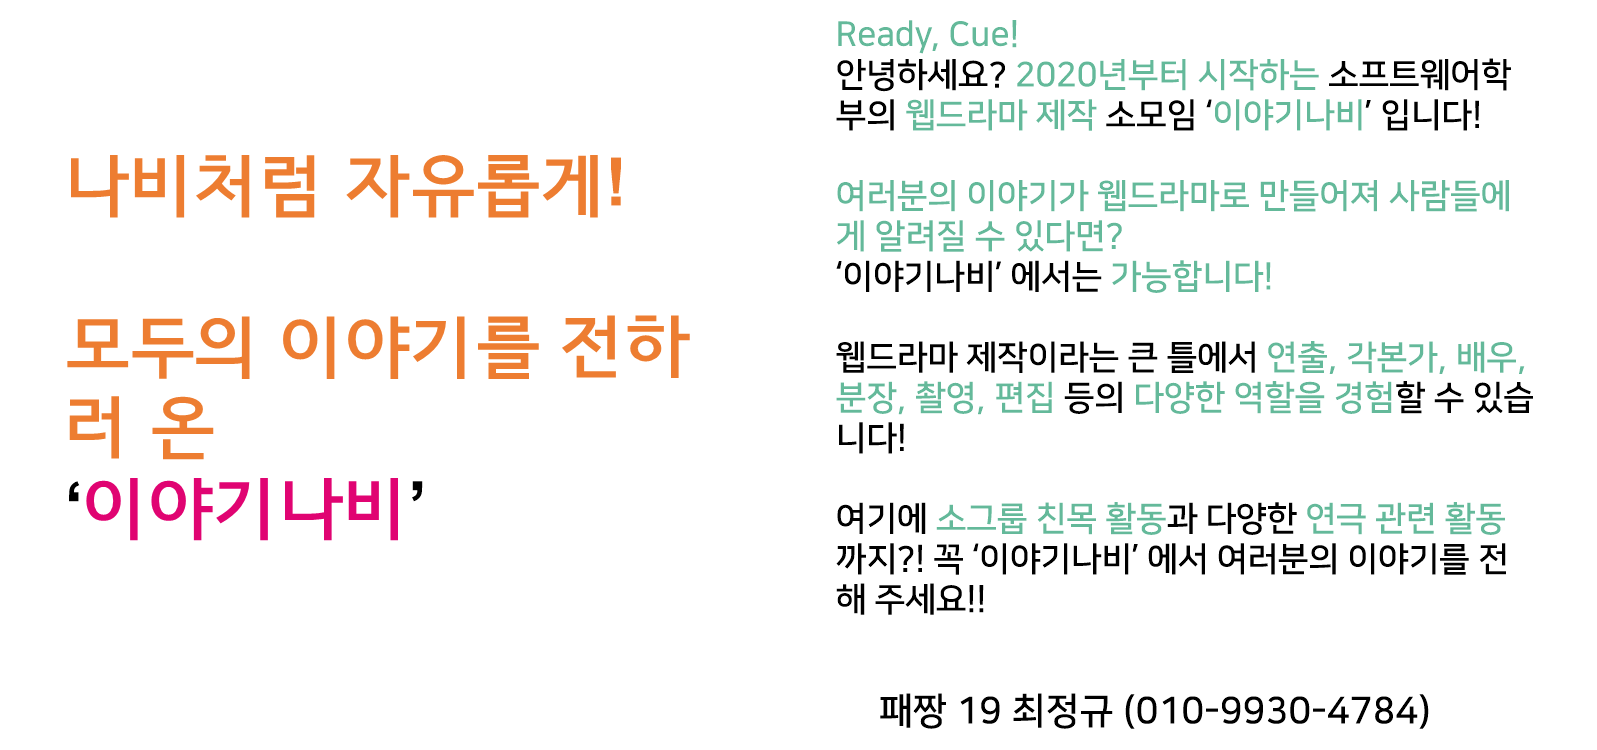 나비처럼 자유롭게!
모두의 이야기를 전하
러 온
‘이야기나비’
Ready, Cue!
안녕하세요? 2020년부터 시작하는 소프트웨어학
부의 웹드라마 제작 소모임 ‘이야기나비’ 입니다!
여러분의 이야기가 웹드라마로 만들어져 사람들에
게 알려질 수 있다면?
‘이야기나비’ 에서는 가능합니다!
웹드라마 제작이라는 큰 틀에서 연출, 각본가, 배우,
분장, 촬영, 편집 등의 다양한 역할을 경험할 수 있습
니다!
여기에 소그룹 친목 활동과 다양한 연극 관련 활동
까지?! 꼭 ‘이야기나비’ 에서 여러분의 이야기를 전
해 주세요!!
패짱 19 최정규 (010-9930-4784)